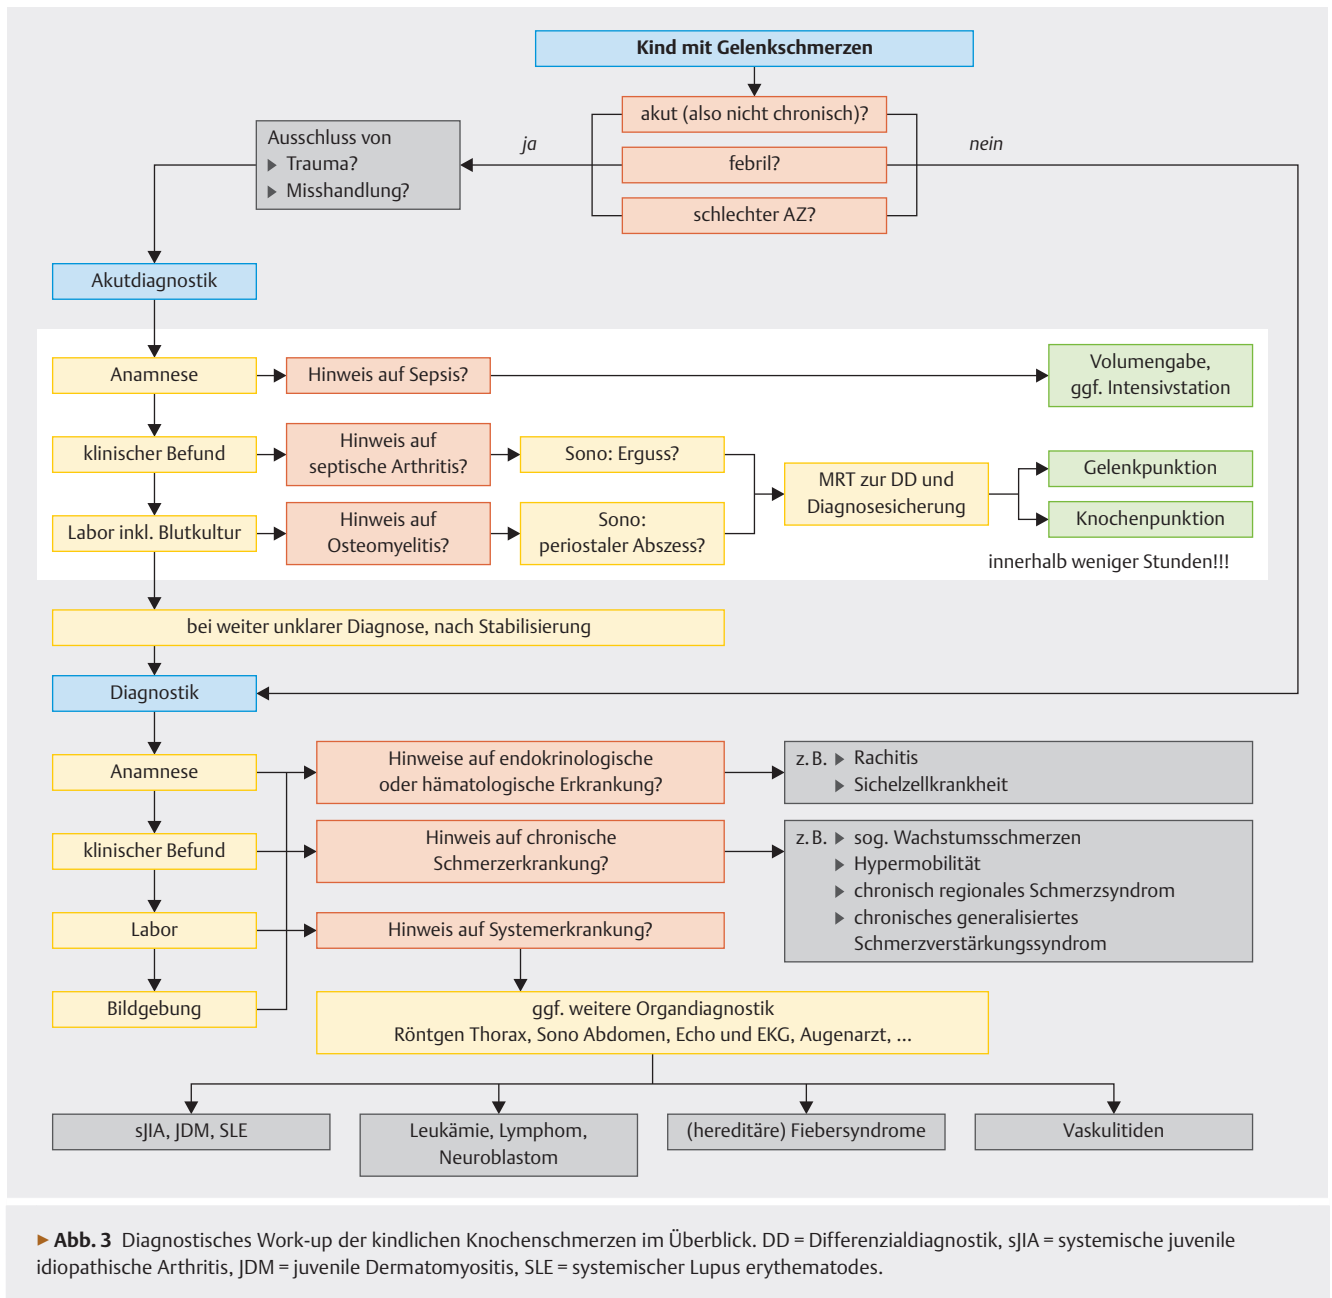 Kind mit Gelenkschmerzen
akut (also nicht chronisch)?
febril?
schlechter AZ?
ja
nein
Ausschluss von
▶ Trauma?
▶ Misshandlung?
Akutdiagnostik
Anamnese
Hinweis auf Sepsis?
Volumengabe,
ggf. Intensivstation
klinischer Befund
Hinweis auf
septische Arthritis?
Sono: Erguss?
MRT zur DD und
Diagnosesicherung
Gelenkpunktion
Knochenpunktion
Labor inkl. Blutkultur
Hinweis auf
Osteomyelitis?
Sono:
periostaler Abszess?
innerhalb weniger Stunden!!!
bei weiter unklarer Diagnose, nach Stabilisierung
Diagnostik
Anamnese
Hinweise auf endokrinologische
oder hämatologische Erkrankung?
z. B. ▶ Rachitis
▶ Sichelzellkrankheit
klinischer Befund
Hinweis auf chronische
Schmerzerkrankung?
z. B. ▶ sog. Wachstumsschmerzen
▶ Hypermobilität
▶ chronisch regionales Schmerzsyndrom
▶ chronisches generalisiertes
Schmerzverstärkungssyndrom
Labor
Hinweis auf Systemerkrankung?
Bildgebung
ggf. weitere Organdiagnostik
Röntgen Thorax, Sono Abdomen, Echo und EKG, Augenarzt, ...
sJIA, JDM, SLE
Leukämie, Lymphom,
Neuroblastom
(hereditäre) Fiebersyndrome
Vaskulitiden
▶ Abb. 3 Diagnostisches Work-up der kindlichen Knochenschmerzen im Überblick. DD = Differenzialdiagnostik, sJIA = systemische juvenile
idiopathische Arthritis, JDM = juvenile Dermatomyositis, SLE = systemischer Lupus erythematodes.